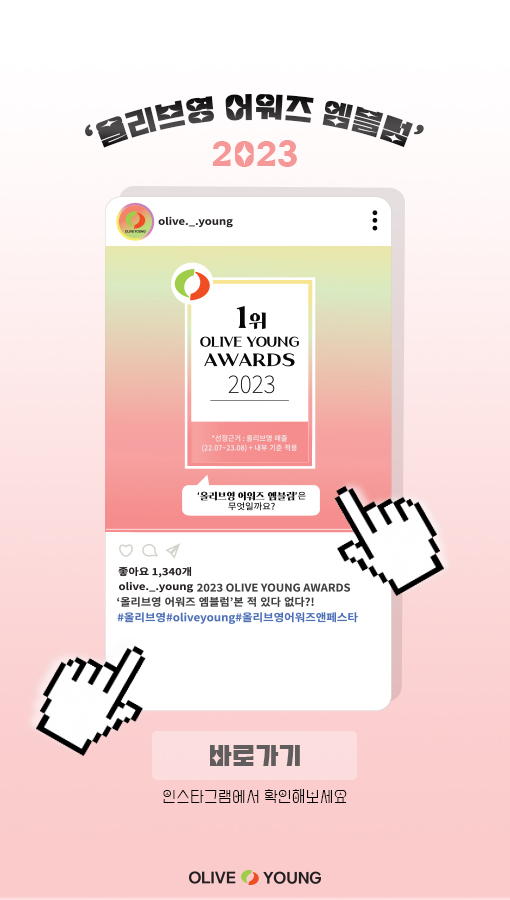 ‘올리브영 어워즈 엠블럼’
2023
olive._.young
OLIVE YOUNG
1위
OLIVE YOUNG
AWARDS
2023
*선정근거 : 올리브영 매출
(22.07~23.08) + 내부 기준 적용
‘올리브영 어워즈 엠블럼’은
무엇일까요?
좋아요 1,340개
olive._.young 2023 OLIVE YOUNG AWARDS
‘올리브영 어워즈 엠블럼’본 적 있다 없다?!
#올리브영#oliveyoung#올리브영어워즈앤페스타
바로가기
인스타그램에서 확인해보세요
OLIVE YOUNG